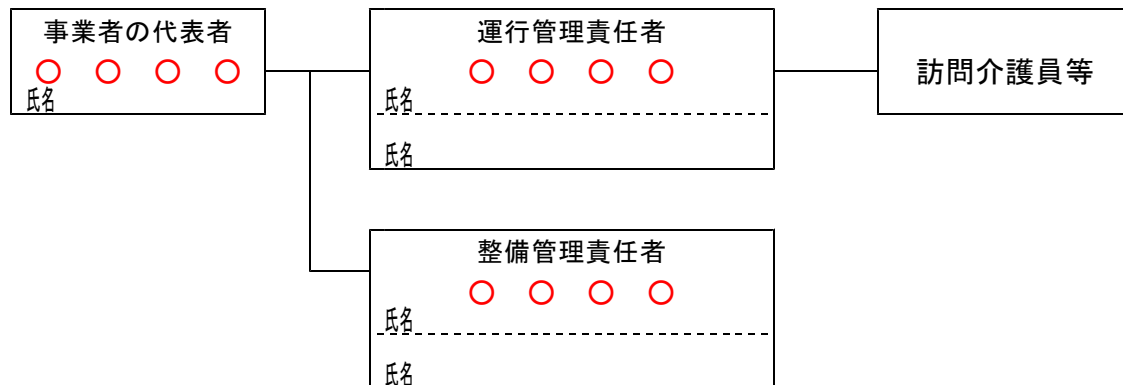 事業者の代表者
○ ○ ○ ○
氏名
運行管理責任者
○ ○ ○ ○
氏名
氏名
訪問介護員等
整備管理責任者
○ ○ ○ ○
氏名
氏名